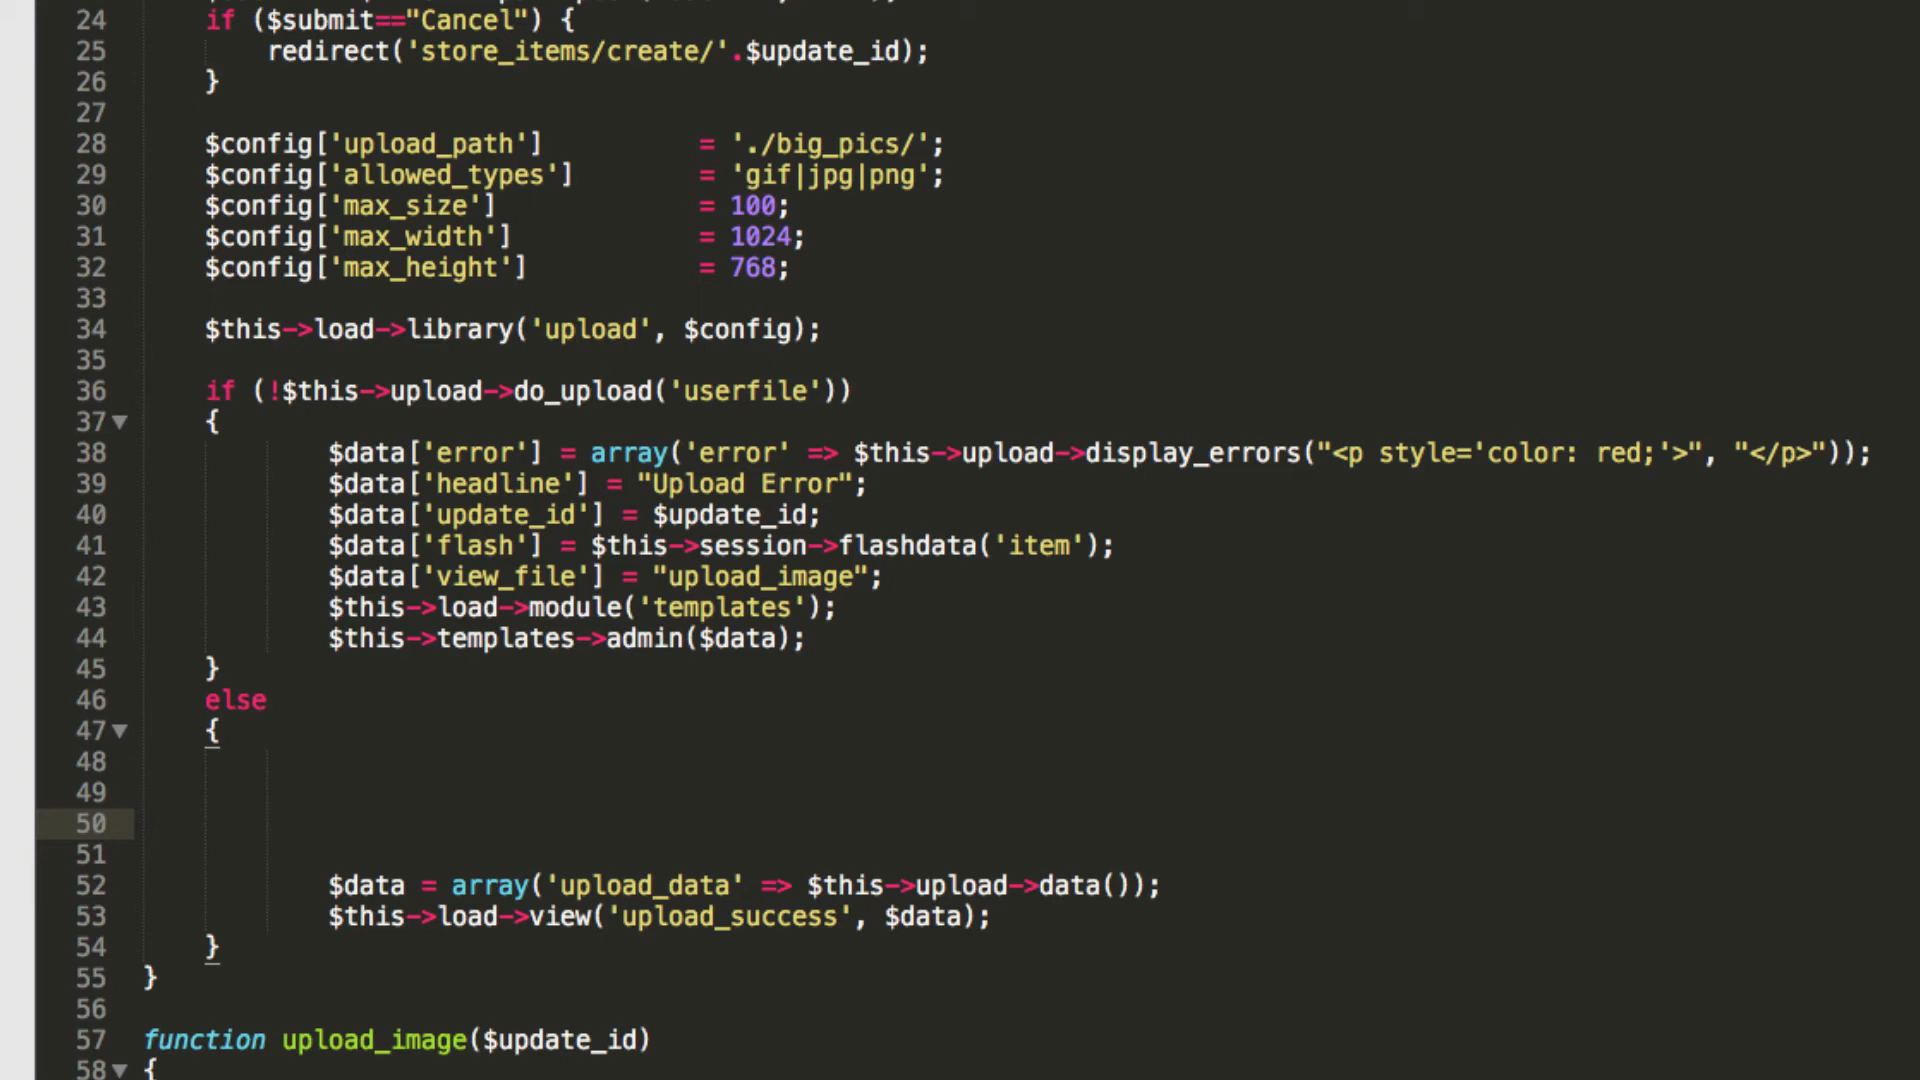 24 if ($submit=="Cancel") {
25 redirect('store_items/create/'.$update_id);
26 }
27
28 $config['upload_path'] = './big_pics/';
29 $config['allowed_types'] = 'gif|jpg|png';
30 $config['max_size'] = 100;
31 $config['max_width'] = 1024;
32 $config['max_height'] = 768;
33
34 $this->load->library('upload', $config);
35
36 if (!$this->upload->do_upload('userfile'))
37 {
38 $data['error'] = array('error' => $this->upload->display_errors("<p style='color: red;'>", "</p>"));
39 $data['headline'] = "Upload Error";
40 $data['update_id'] = $update_id;
41 $data['flash'] = $this->session->flashdata('item');
42 $data['view_file'] = "upload_image";
43 $this->load->module('templates');
44 $this->templates->admin($data);
45 }
46 else
47 {
48
49
50
51
52 $data = array('upload_data' => $this->upload->data());
53 $this->load->view('upload_success', $data);
54 }
55 }
56
57 function upload_image($update_id)
58 {